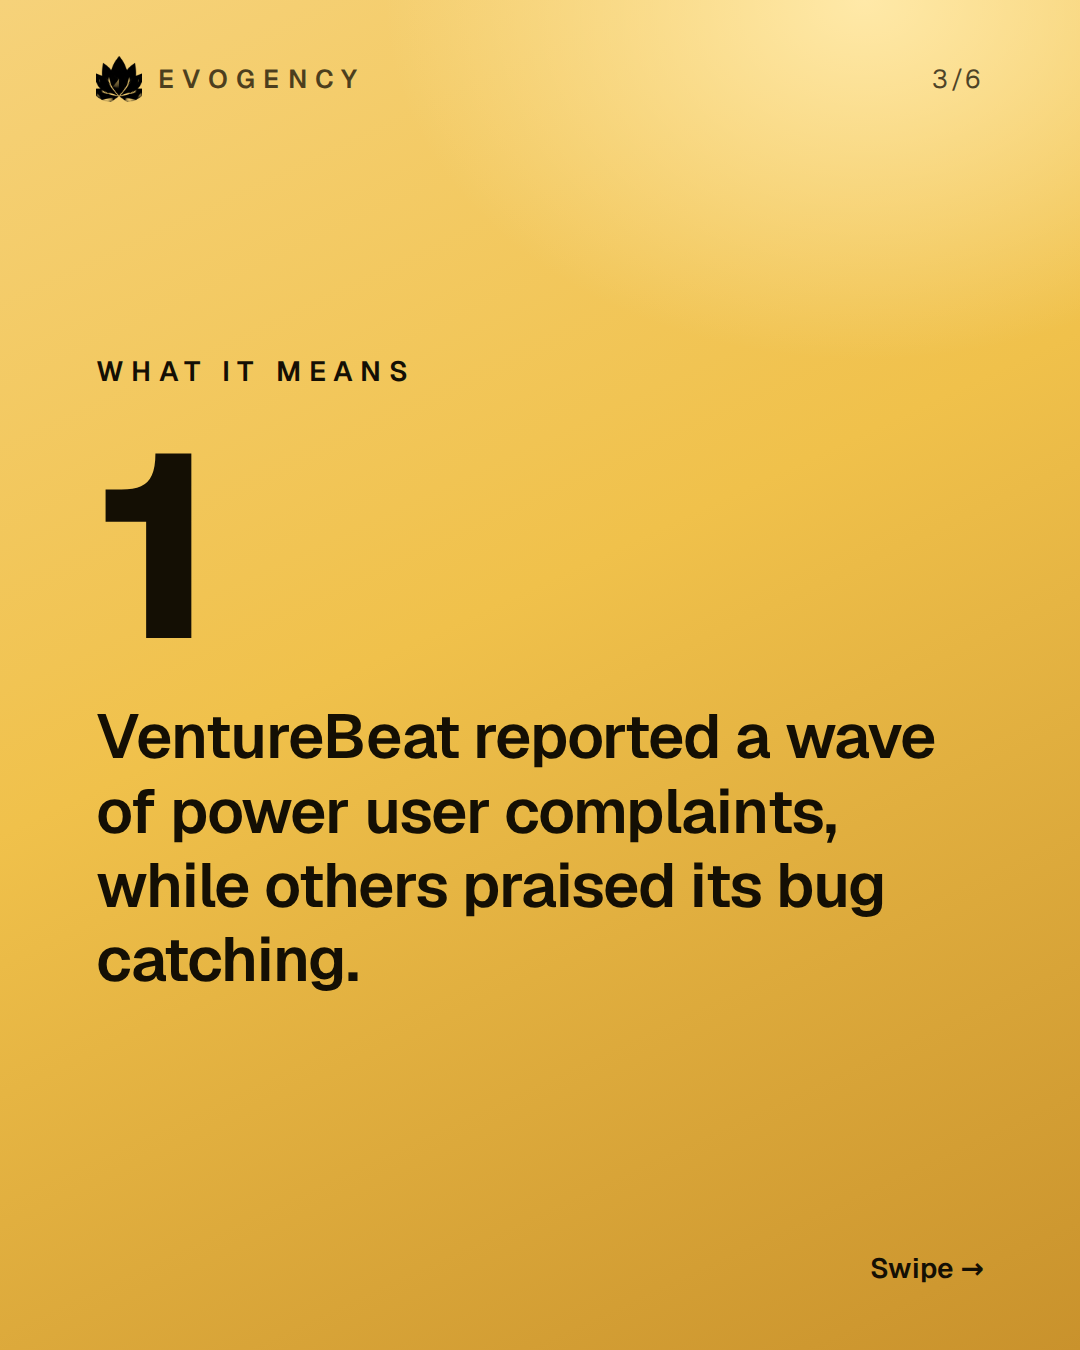 EVOGENCY
3/6
WHAT IT MEANS
1
VentureBeat reported a wave
of power user complaints,
while others praised its bug
catching.
Swipe →